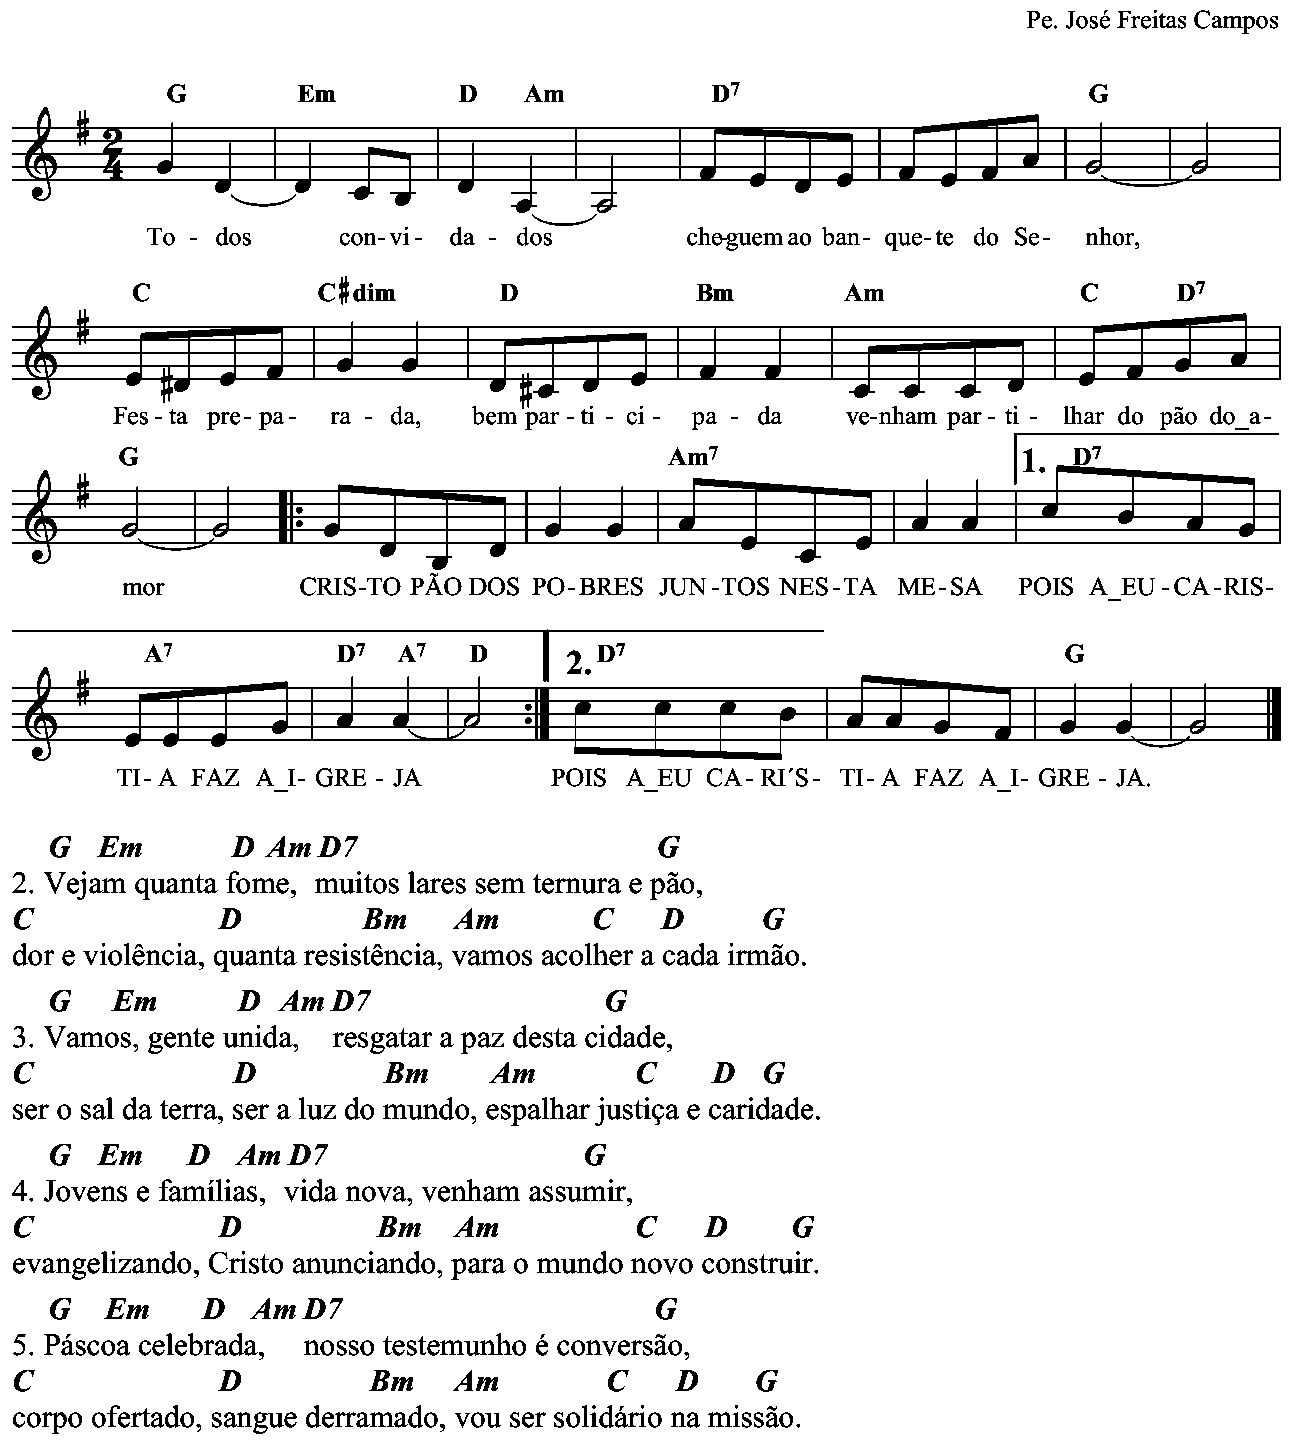 Pe. José Freitas Campos
G Em D Am D7 G
To - dos con-vi- da- dos che-guem ao ban- que-te do Se- nhor,
C C#dim D Bm Am C D7
Fes-ta pre-pa- ra-da, bem par-ti-ci- pa-da ve-nham par-ti- lhar do pão do_a-
G Am7 1. D7
mor CRIS-TO PÃO DOS PO-BRES JUN-TOS NES-TA ME-SA POIS A_EU-CA-RIS-
A7 D7 A7 D 2. D7 G
TI-A FAZ A_I-GRE-JA POIS A_EU CA-RI´S- TI-A FAZ A_I-GRE-JA.
G Em D Am D7 G
2. Vejam quanta fome, muitos lares sem ternura e pão,
C D Bm Am C D G
dor e violência, quanta resistência, vamos acolher a cada irmão.
G Em D Am D7 G
3. Vamos, gente unida, resgatar a paz desta cidade,
C D Bm Am C D G
ser o sal da terra, ser a luz do mundo, espalhar justiça e caridade.
G Em D Am D7 G
4. Jovens e famílias, vida nova, venham assumir,
C D Bm Am C D G
evangelizando, Cristo anunciando, para o mundo novo construir.
G Em D Am D7 G
5. Páscoa celebrada, nosso testemunho é conversão,
C D Bm Am C D G
corpo ofertado, sangue derramado, vou ser solidário na missão.